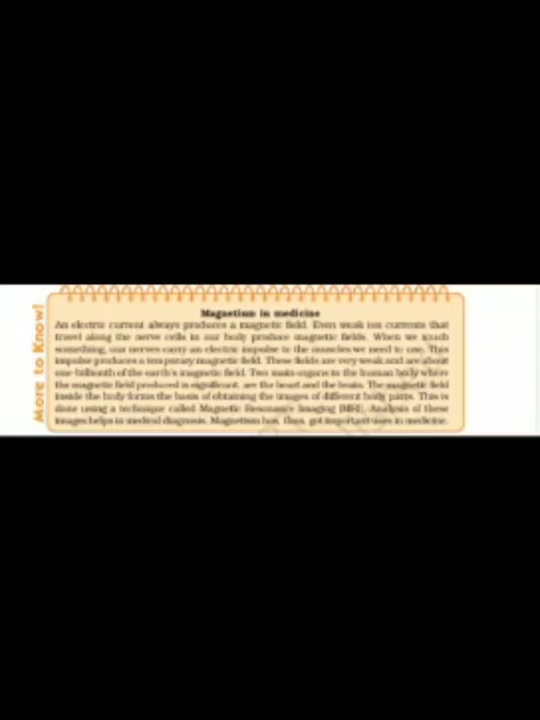 More to Know!
Magnetism in medicine
An electric current always produces a magnetic field. Even weak ion currents that
travel along the nerve cells in our body produce magnetic fields. When we touch
something, our nerves carry an electric impulse to the muscles we need to use. This
impulse produces a temporary magnetic field. These fields are very weak and are about
one-billionth of the earth's magnetic field. Two main organs in the human body where
the magnetic field produced is significant, are the heart and the brain. The magnetic field
inside the body forms the basis of obtaining the images of different body parts. This is
done using a technique called Magnetic Resonance Imaging (MRI). Analysis of these
images helps in medical diagnosis. Magnetism has, thus, got important uses in medicine.